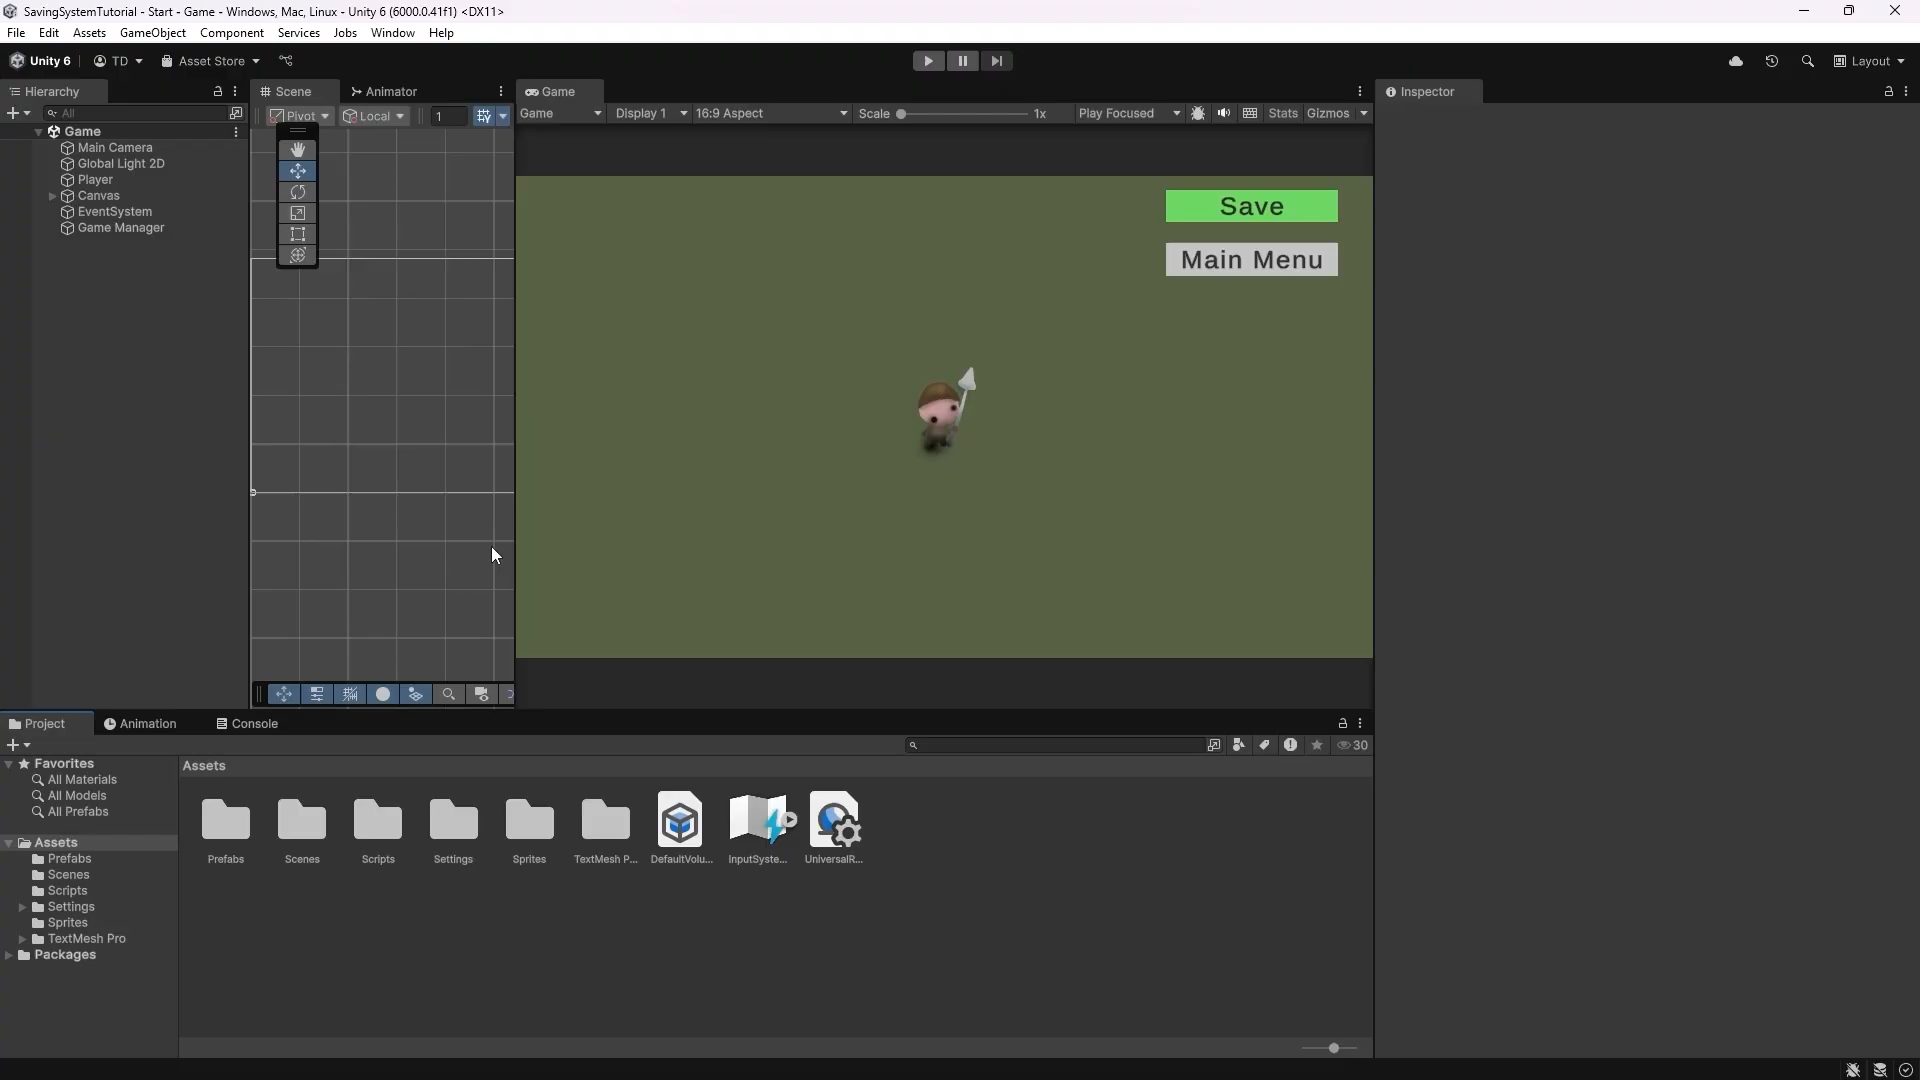 SavingSystemTutorial - Start - Game - Windows, Mac, Linux - Unity 6 (6000.0.41f1) <DX11>
File Edit Assets GameObject Component Services Jobs Window Help
Unity 6 TD Asset Store Layout
Hierarchy Scene Animator Game Inspector
All Pivot Local 1 Game Display 1 16:9 Aspect Scale 1x Play Focused Stats Gizmos
Game
Main Camera
Global Light 2D
Player
Canvas
EventSystem
Game Manager
Save
Main Menu
Project Animation Console
30
Favorites
All Materials
All Models
All Prefabs
Assets
Prefabs
Scenes
Scripts
Settings
Sprites
TextMesh Pro
Packages
Assets
Prefabs Scenes Scripts Settings Sprites TextMesh P... DefaultVolu... InputSyste... UniversalR...